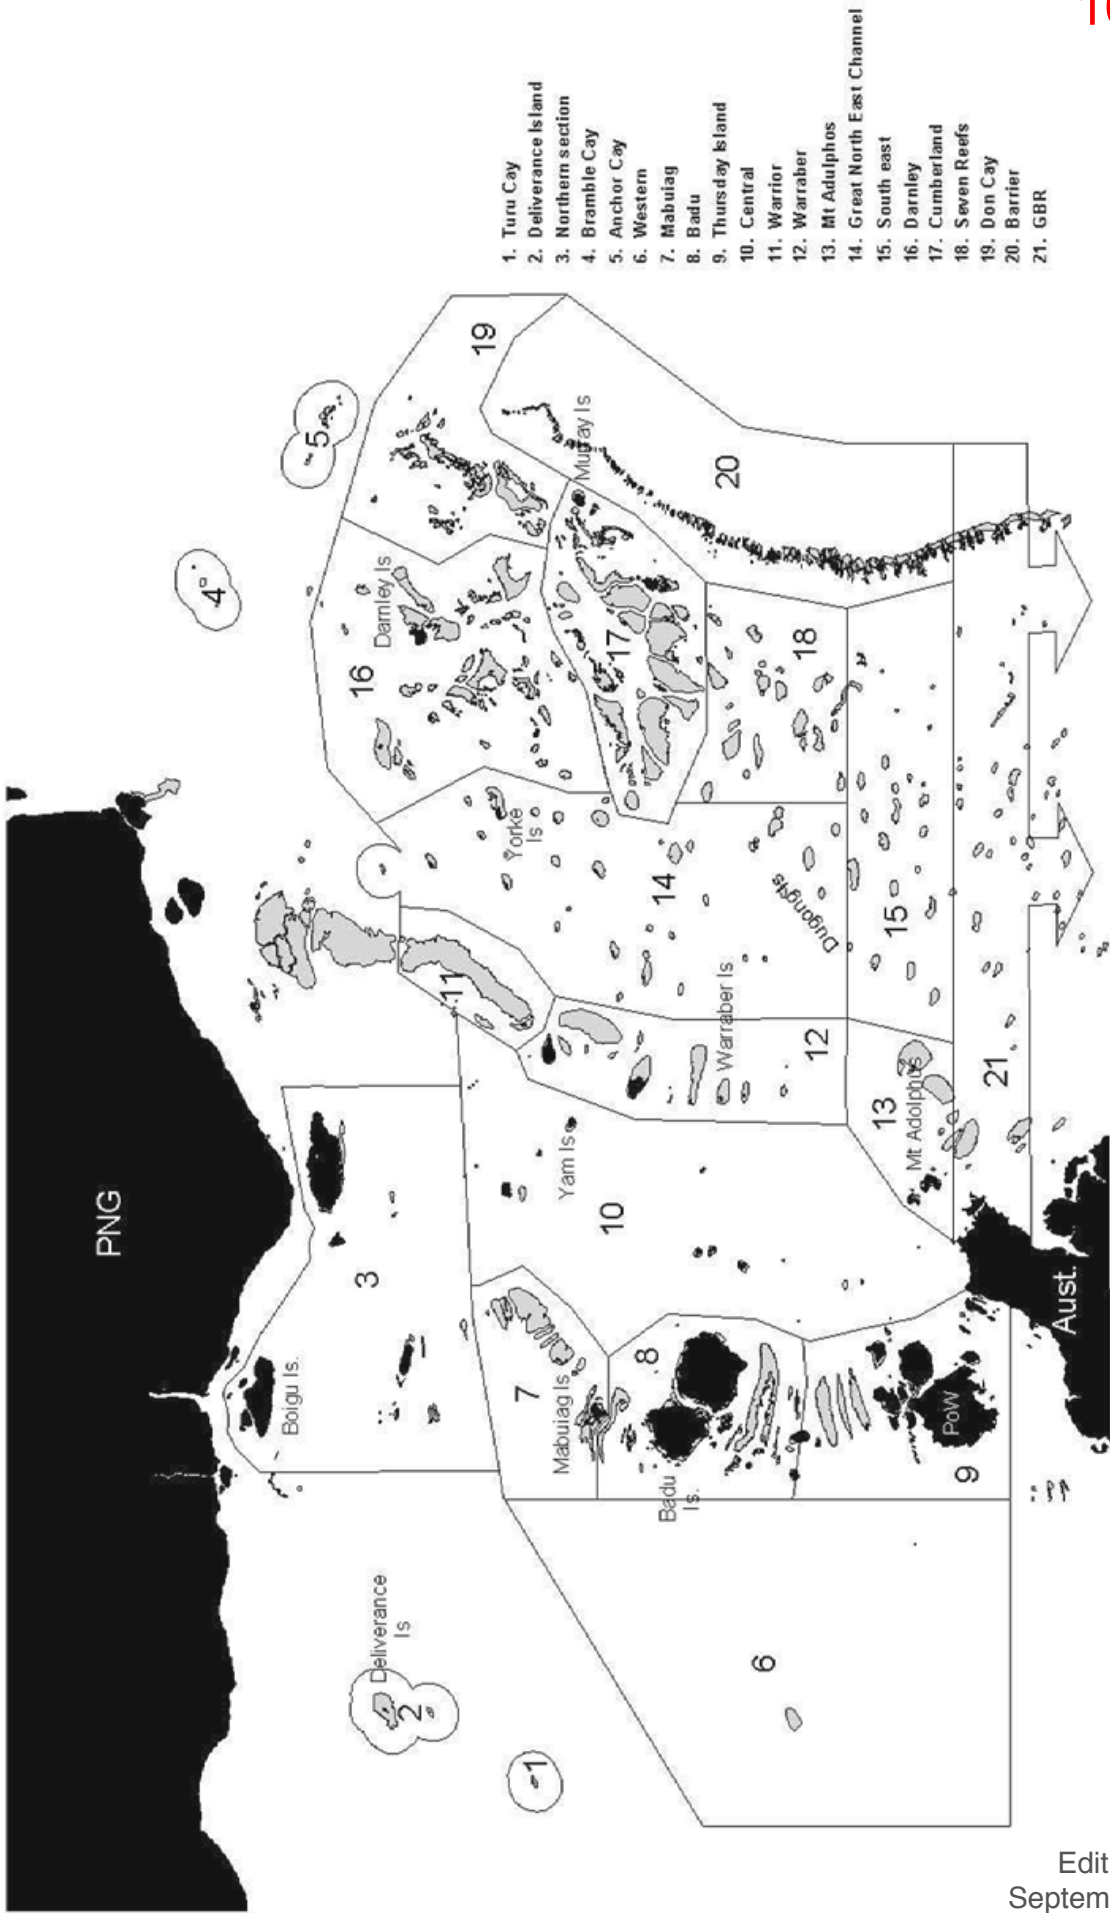 1. Turu Cay
2. Deliverance Island
3. Northern section
4. Bramble Cay
5. Anchor Cay
6. Western
7. Mabuiag
8. Badu
9. Thursday Island
10. Central
11. Warrior
12. Warraber
13. Mt Adulphos
14. Great North East Channel
15. South east
16. Darnley
17. Cumberland
18. Seven Reefs
19. Don Cay
20. Barrier
21. GBR
PNG
Boigu Is.
3
Deliverance
Is
2
1
6
7
Mabuiag Is
8
Badu
Is.
9
PoW
Aust.
10
Yam Is
11
12
Warraber Is
13
Mt Adolphus
14
Yorke
Is
Dugong Is
15
16
Darnley Is
17
18
19
Murray Is
20
21
4
5
Edit
Septem